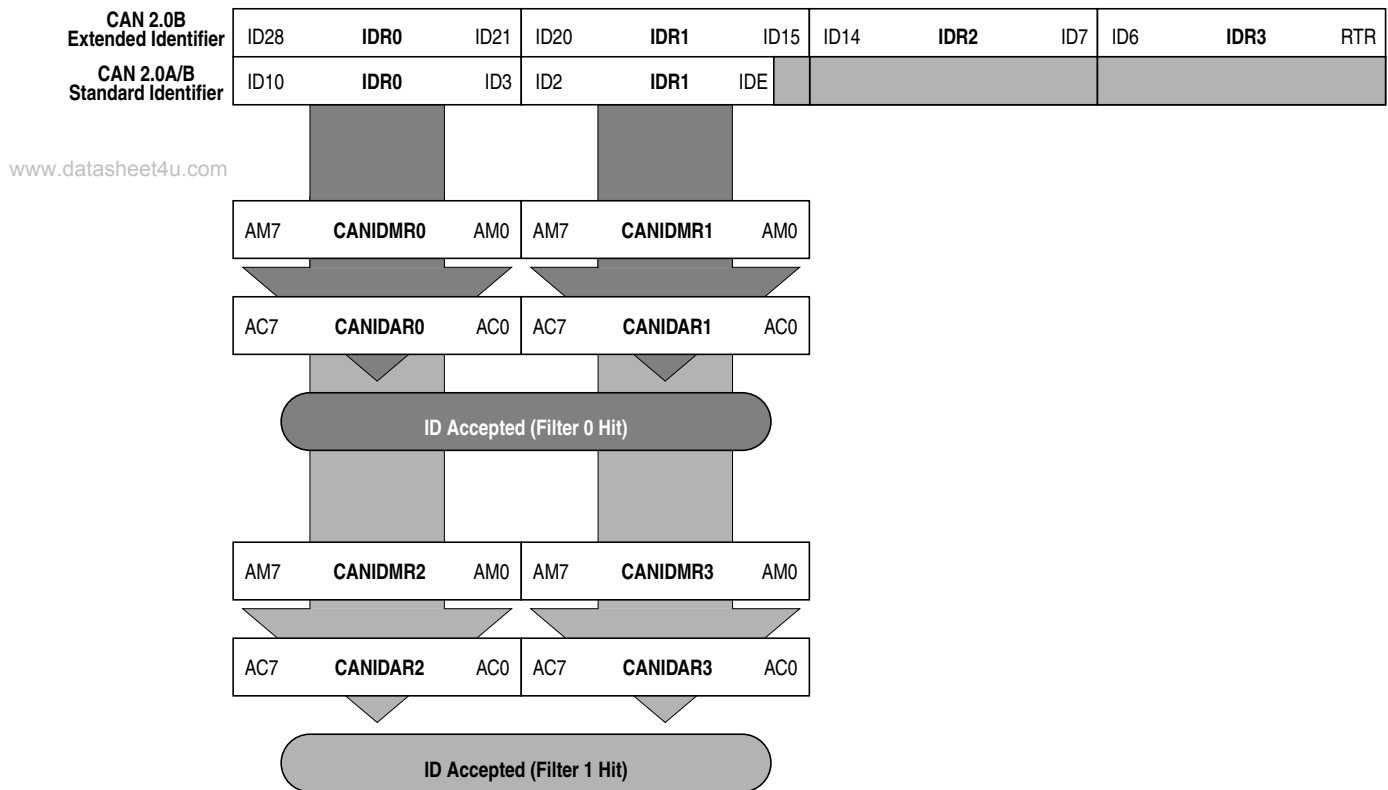 CAN 2.0B
Extended Identifier
ID28 IDR0 ID21 ID20 IDR1 ID15 ID14 IDR2 ID7 ID6 IDR3 RTR
CAN 2.0A/B
Standard Identifier
ID10 IDR0 ID3 ID2 IDR1 IDE
www.datasheet4u.com
AM7 CANIDMR0 AM0 AM7 CANIDMR1 AM0
AC7 CANIDAR0 AC0 AC7 CANIDAR1 AC0
ID Accepted (Filter 0 Hit)
AM7 CANIDMR2 AM0 AM7 CANIDMR3 AM0
AC7 CANIDAR2 AC0 AC7 CANIDAR3 AC0
ID Accepted (Filter 1 Hit)